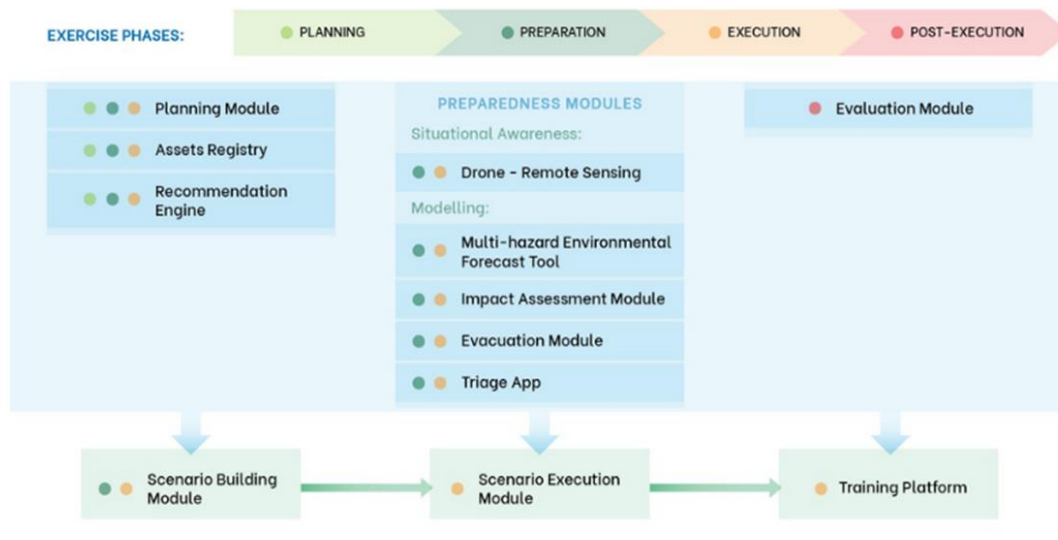 EXERCISE PHASES:
PLANNING
PREPARATION
EXECUTION
POST-EXECUTION
Planning Module
Assets Registry
Recommendation
Engine
PREPAREDNESS MODULES
Situational Awareness:
Drone - Remote Sensing
Modelling:
Multi-hazard Environmental
Forecast Tool
Impact Assessment Module
Evacuation Module
Triage App
Evaluation Module
Scenario Building
Module
Scenario Execution
Module
Training Platform